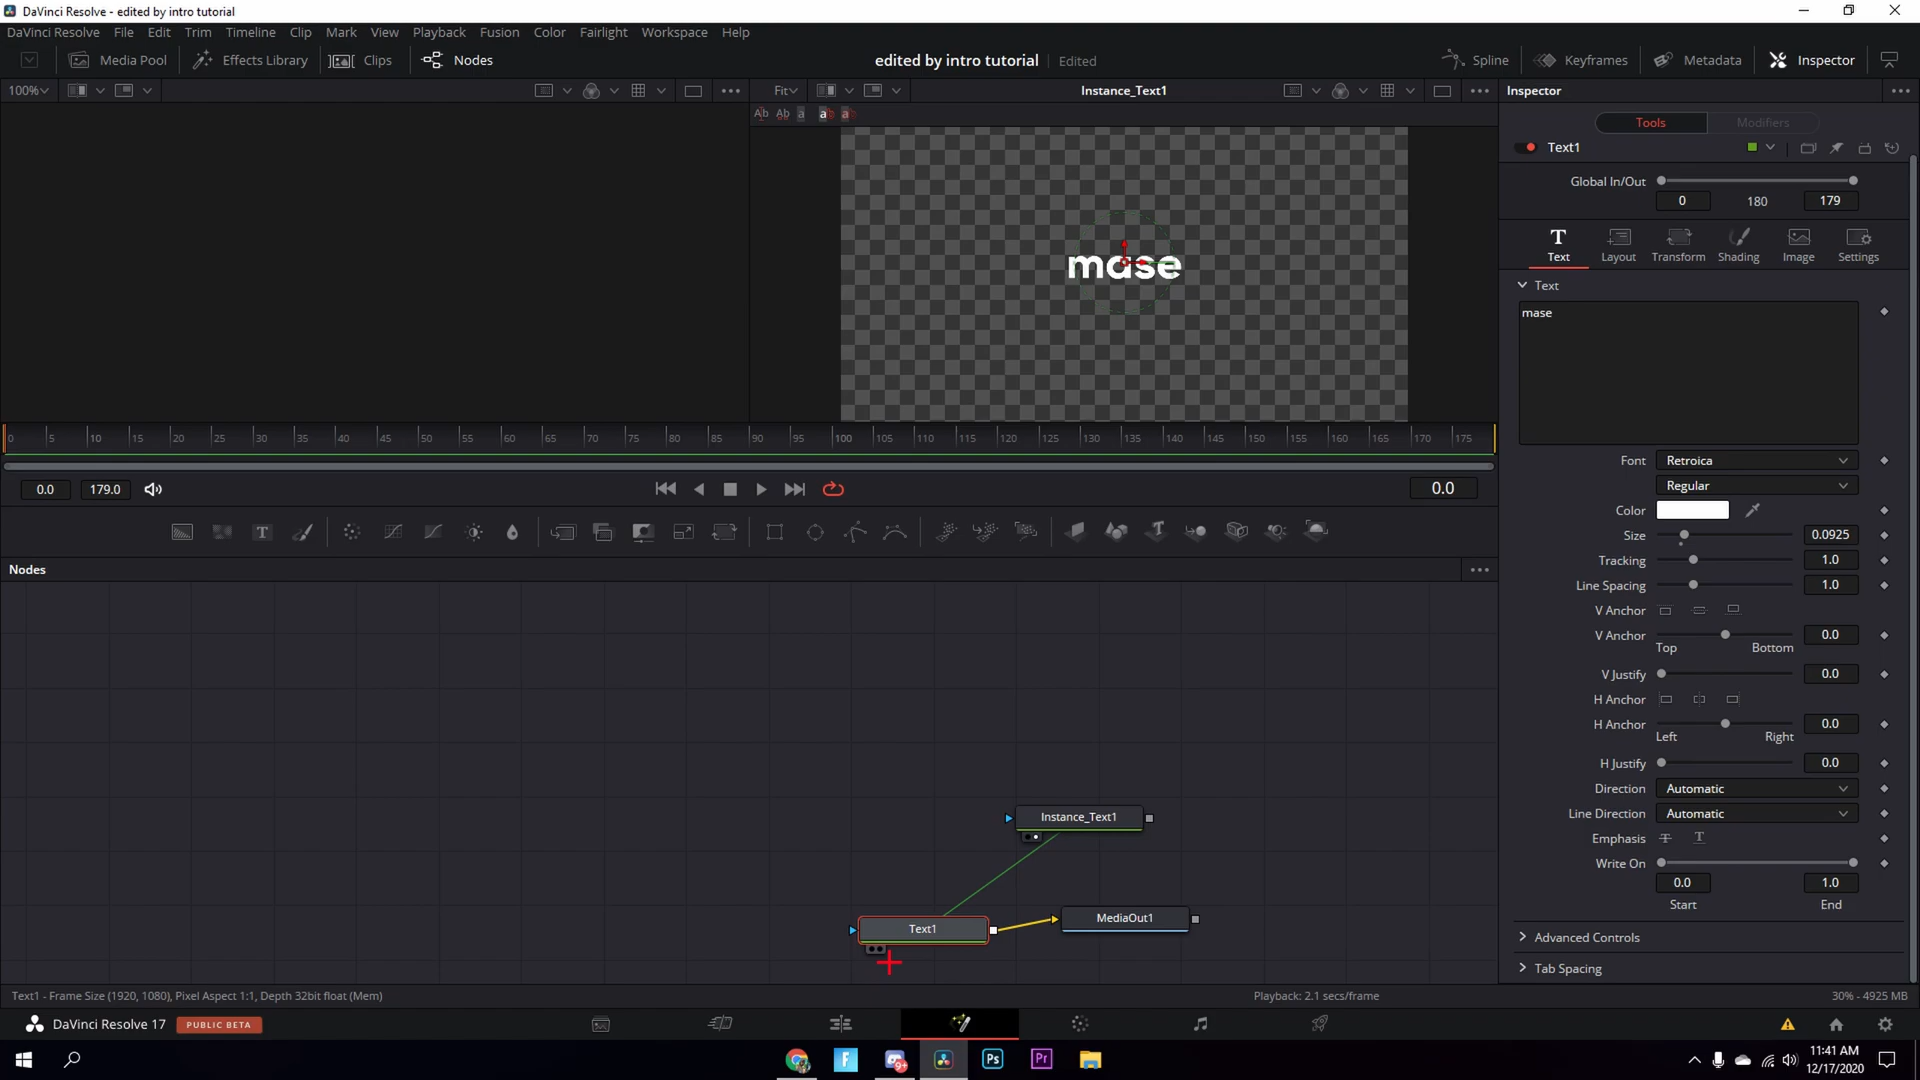 DaVinci Resolve - edited by intro tutorial
DaVinci Resolve File Edit Trim Timeline Clip Mark View Playback Fusion Color Fairlight Workspace Help
Media Pool Effects Library Clips Nodes edited by intro tutorial Edited Spline Keyframes Metadata Inspector
100% Fit Instance_Text1 Inspector
Tools Modifiers
Text1
Global In/Out
0 180 179
Text Layout Transform Shading Image Settings
Text
mase
mase
0 5 10 15 20 25 30 35 40 45 50 55 60 65 70 75 80 85 90 95 100 105 110 115 120 125 130 135 140 145 150 155 160 165 170 175
0.0 179.0 0.0
Font Retroica
Regular
Color
Size 0.0925
Tracking 1.0
Line Spacing 1.0
V Anchor
V Anchor 0.0
Top Bottom
V Justify 0.0
H Anchor
H Anchor 0.0
Left Right
H Justify 0.0
Direction Automatic
Line Direction Automatic
Emphasis
Write On
0.0 1.0
Start End
Advanced Controls
Tab Spacing
Nodes
Instance_Text1
Text1
MediaOut1
Text1 - Frame Size (1920, 1080), Pixel Aspect 1:1, Depth 32bit float (Mem) Playback: 2.1 secs/frame 30% - 4925 MB
DaVinci Resolve 17 PUBLIC BETA
F 9+ Ps Pr
11:41 AM
12/17/2020